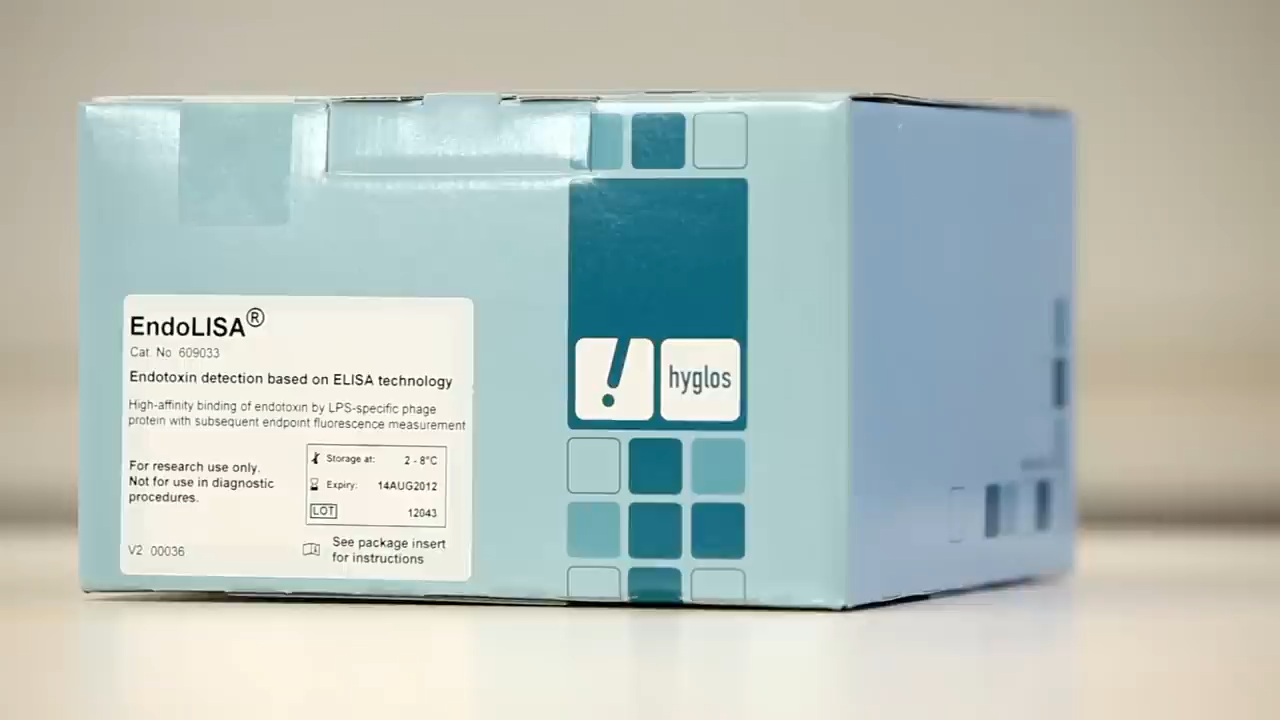 EndoLISA®
Cat. No 609033
Endotoxin detection based on ELISA technology
High-affinity binding of endotoxin by LPS-specific phage
protein with subsequent endpoint fluorescence measurement
For research use only.
Not for use in diagnostic
procedures.
Storage at: 2 - 8°C
Expiry: 14AUG2012
LOT 12043
V2 00036
See package insert
for instructions
! hyglos